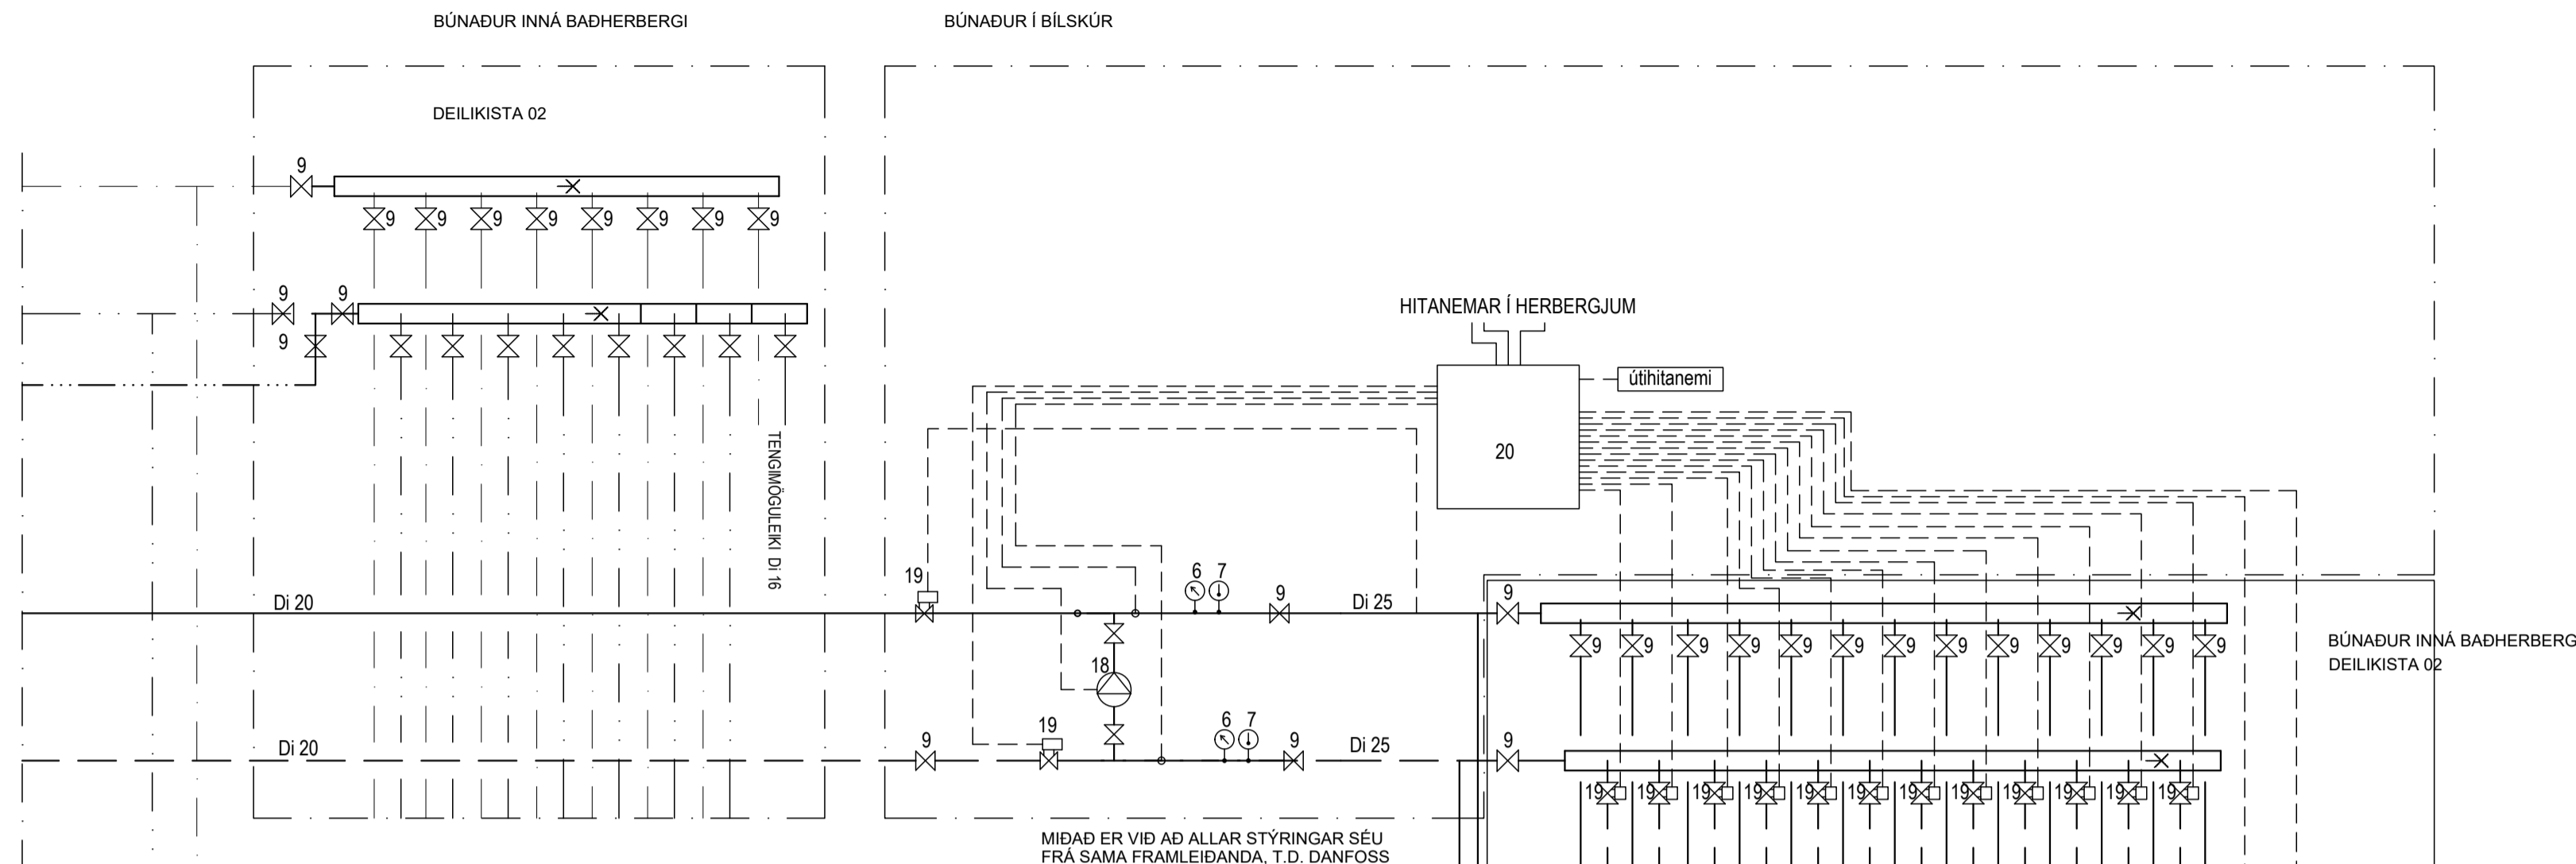 BÚNAÐUR INNÁ BAÐHERBERGI
BÚNAÐUR Í BÍLSKÚR
DEILIKISTA 02
9
9 9 9 9 9 9 9 9
9 9
9
HITANEMAR Í HERBERGJUM
útihitanemi
20
TENGIMÖGULEIKI Di 16
Di 20
19
6 7
9
Di 25
9
9 9 9 9 9 9 9 9 9 9 9 9 9
BÚNAÐUR INNÁ BAÐHERBERG
DEILIKISTA 02
18
Di 20
9
19
6 7
9
Di 25
9
19 19 19 19 19 19 19 19 19 19 19 19
MIÐAÐ ER VIÐ AÐ ALLAR STÝRINGAR SÉU
FRÁ SAMA FRAMLEIÐANDA, T.D. DANFOSS